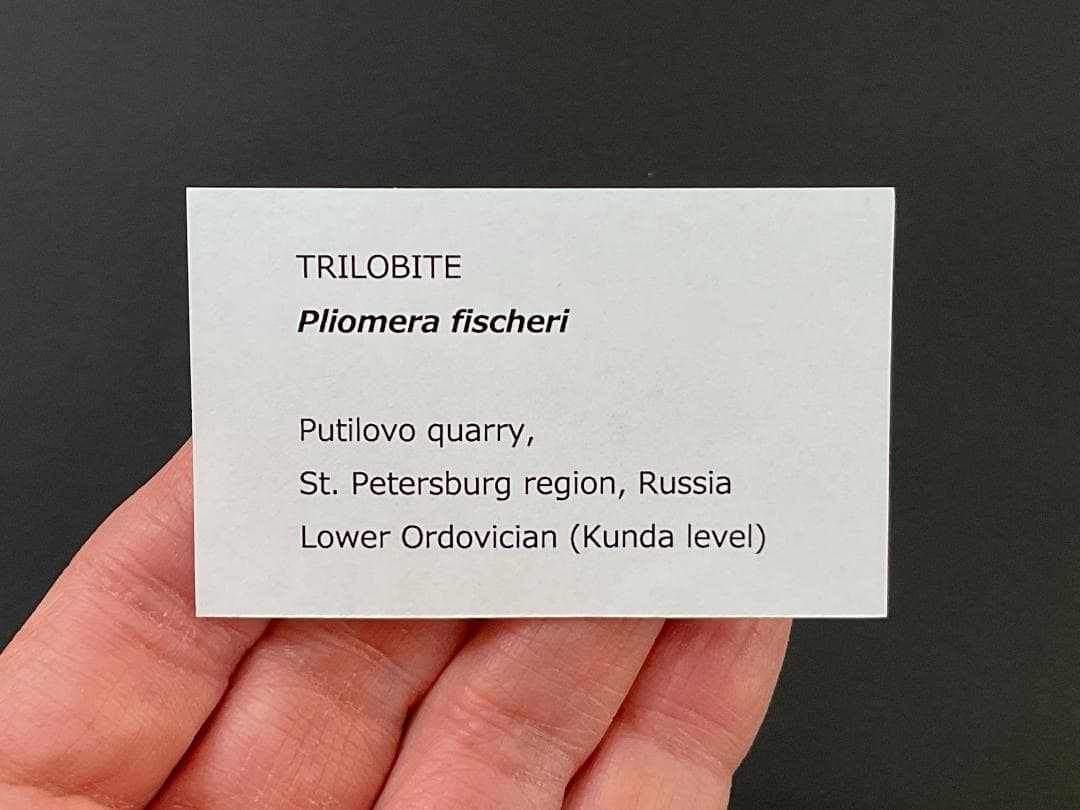 TRILOBITE
Pliomera fischeri
Putilovo quarry,
St. Petersburg region, Russia
Lower Ordovician (Kunda level)